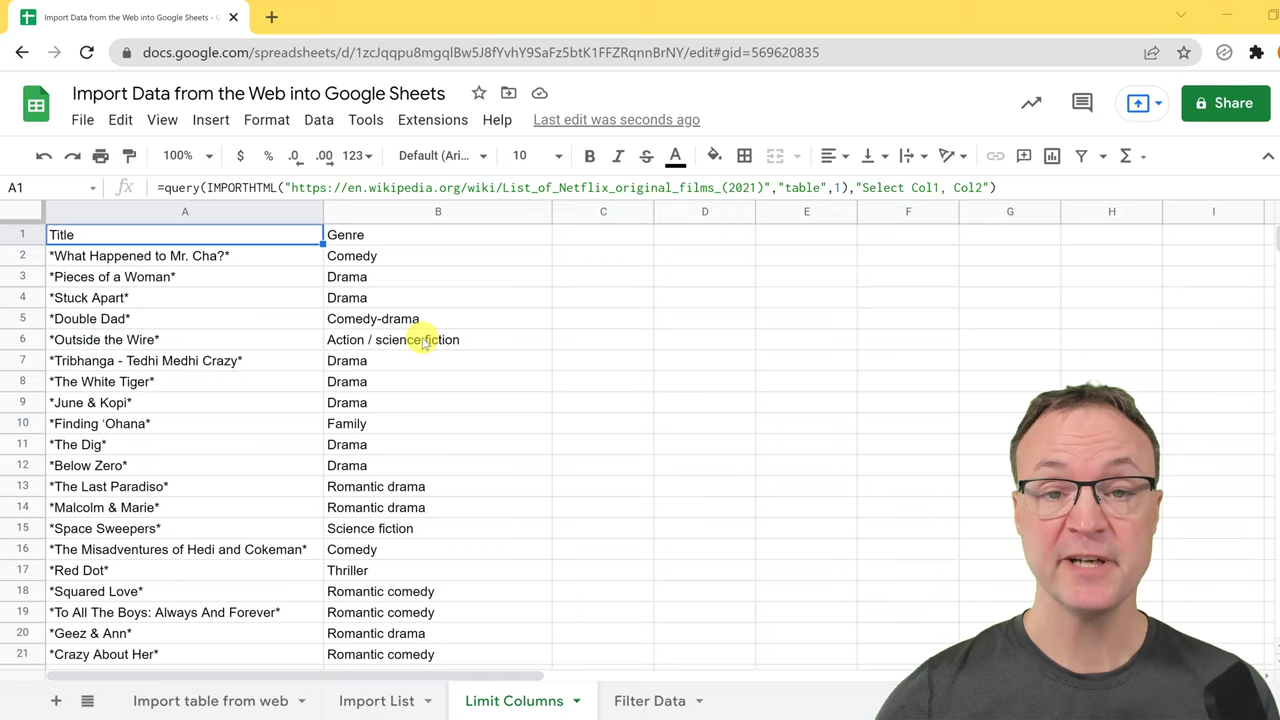 Import Data from the Web into Google Sheets - G
docs.google.com/spreadsheets/d/1zcJqqpu8mgqIBw5J8fYvhY9SaFz5btK1FFZRqnnBrNY/edit#gid=569620835
Import Data from the Web into Google Sheets
Share
File Edit View Insert Format Data Tools Extensions Help Last edit was seconds ago
100% $ % .0 .00 123 Default (Ari... 10 B I S A Σ
A1 fx =query(IMPORTHTML("https://en.wikipedia.org/wiki/List_of_Netflix_original_films_(2021)","table",1),"Select Col1, Col2")
A B C D E F G H I
1 Title Genre
2 *What Happened to Mr. Cha?* Comedy
3 *Pieces of a Woman* Drama
4 *Stuck Apart* Drama
5 *Double Dad* Comedy-drama
6 *Outside the Wire* Action / science fiction
7 *Tribhanga - Tedhi Medhi Crazy* Drama
8 *The White Tiger* Drama
9 *June & Kopi* Drama
10 *Finding ‘Ohana* Family
11 *The Dig* Drama
12 *Below Zero* Drama
13 *The Last Paradiso* Romantic drama
14 *Malcolm & Marie* Romantic drama
15 *Space Sweepers* Science fiction
16 *The Misadventures of Hedi and Cokeman* Comedy
17 *Red Dot* Thriller
18 *Squared Love* Romantic comedy
19 *To All The Boys: Always And Forever* Romantic comedy
20 *Geez & Ann* Romantic drama
21 *Crazy About Her* Romantic comedy
Import table from web Import List Limit Columns Filter Data